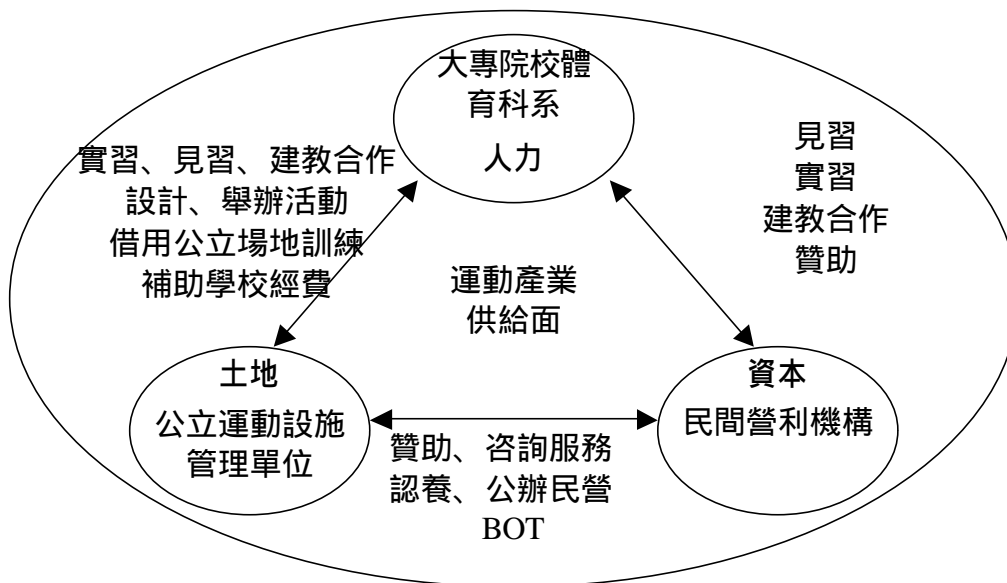 大專院校體
育科系
人力
實習、見習、建教合作
設計、舉辦活動
借用公立場地訓練
補助學校經費
見習
實習
建教合作
贊助
運動產業
供給面
土地
公立運動設施
管理單位
資本
民間營利機構
贊助、咨詢服務
認養、公辦民營
BOT